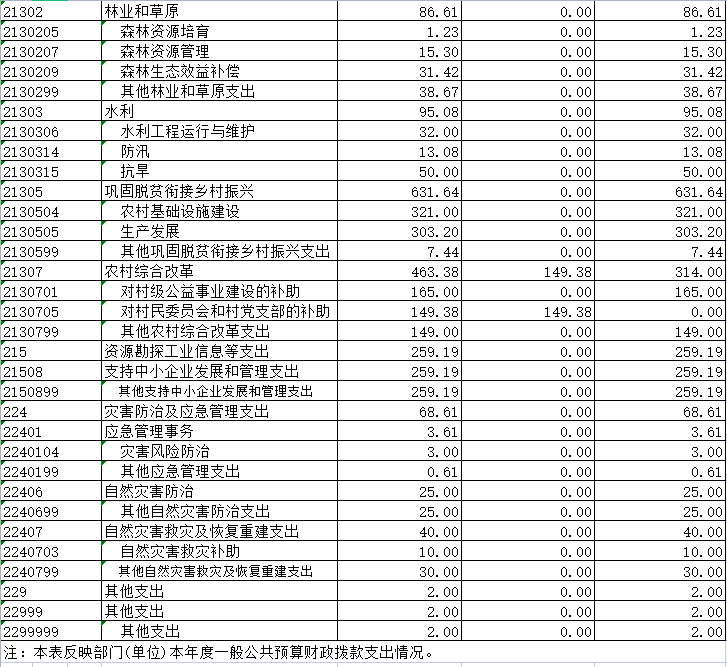 21302 林业和草原 86.61 0.00 86.61
2130205 森林资源培育 1.23 0.00 1.23
2130207 森林资源管理 15.30 0.00 15.30
2130209 森林生态效益补偿 31.42 0.00 31.42
2130299 其他林业和草原支出 38.67 0.00 38.67
21303 水利 95.08 0.00 95.08
2130306 水利工程运行与维护 32.00 0.00 32.00
2130314 防汛 13.08 0.00 13.08
2130315 抗旱 50.00 0.00 50.00
21305 巩固脱贫衔接乡村振兴 631.64 0.00 631.64
2130504 农村基础设施建设 321.00 0.00 321.00
2130505 生产发展 303.20 0.00 303.20
2130599 其他巩固脱贫衔接乡村振兴支出 7.44 0.00 7.44
21307 农村综合改革 463.38 149.38 314.00
2130701 对村级公益事业建设的补助 165.00 0.00 165.00
2130705 对村民委员会和村党支部的补助 149.38 149.38 0.00
2130799 其他农村综合改革支出 149.00 0.00 149.00
215 资源勘探工业信息等支出 259.19 0.00 259.19
21508 支持中小企业发展和管理支出 259.19 0.00 259.19
2150899 其他支持中小企业发展和管理支出 259.19 0.00 259.19
224 灾害防治及应急管理支出 68.61 0.00 68.61
22401 应急管理事务 3.61 0.00 3.61
2240104 灾害风险防治 3.00 0.00 3.00
2240199 其他应急管理支出 0.61 0.00 0.61
22406 自然灾害防治 25.00 0.00 25.00
2240699 其他自然灾害防治支出 25.00 0.00 25.00
22407 自然灾害救灾及恢复重建支出 40.00 0.00 40.00
2240703 自然灾害救灾补助 10.00 0.00 10.00
2240799 其他自然灾害救灾及恢复重建支出 30.00 0.00 30.00
229 其他支出 2.00 0.00 2.00
22999 其他支出 2.00 0.00 2.00
2299999 其他支出 2.00 0.00 2.00
注：本表反映部门(单位)本年度一般公共预算财政拨款支出情况。